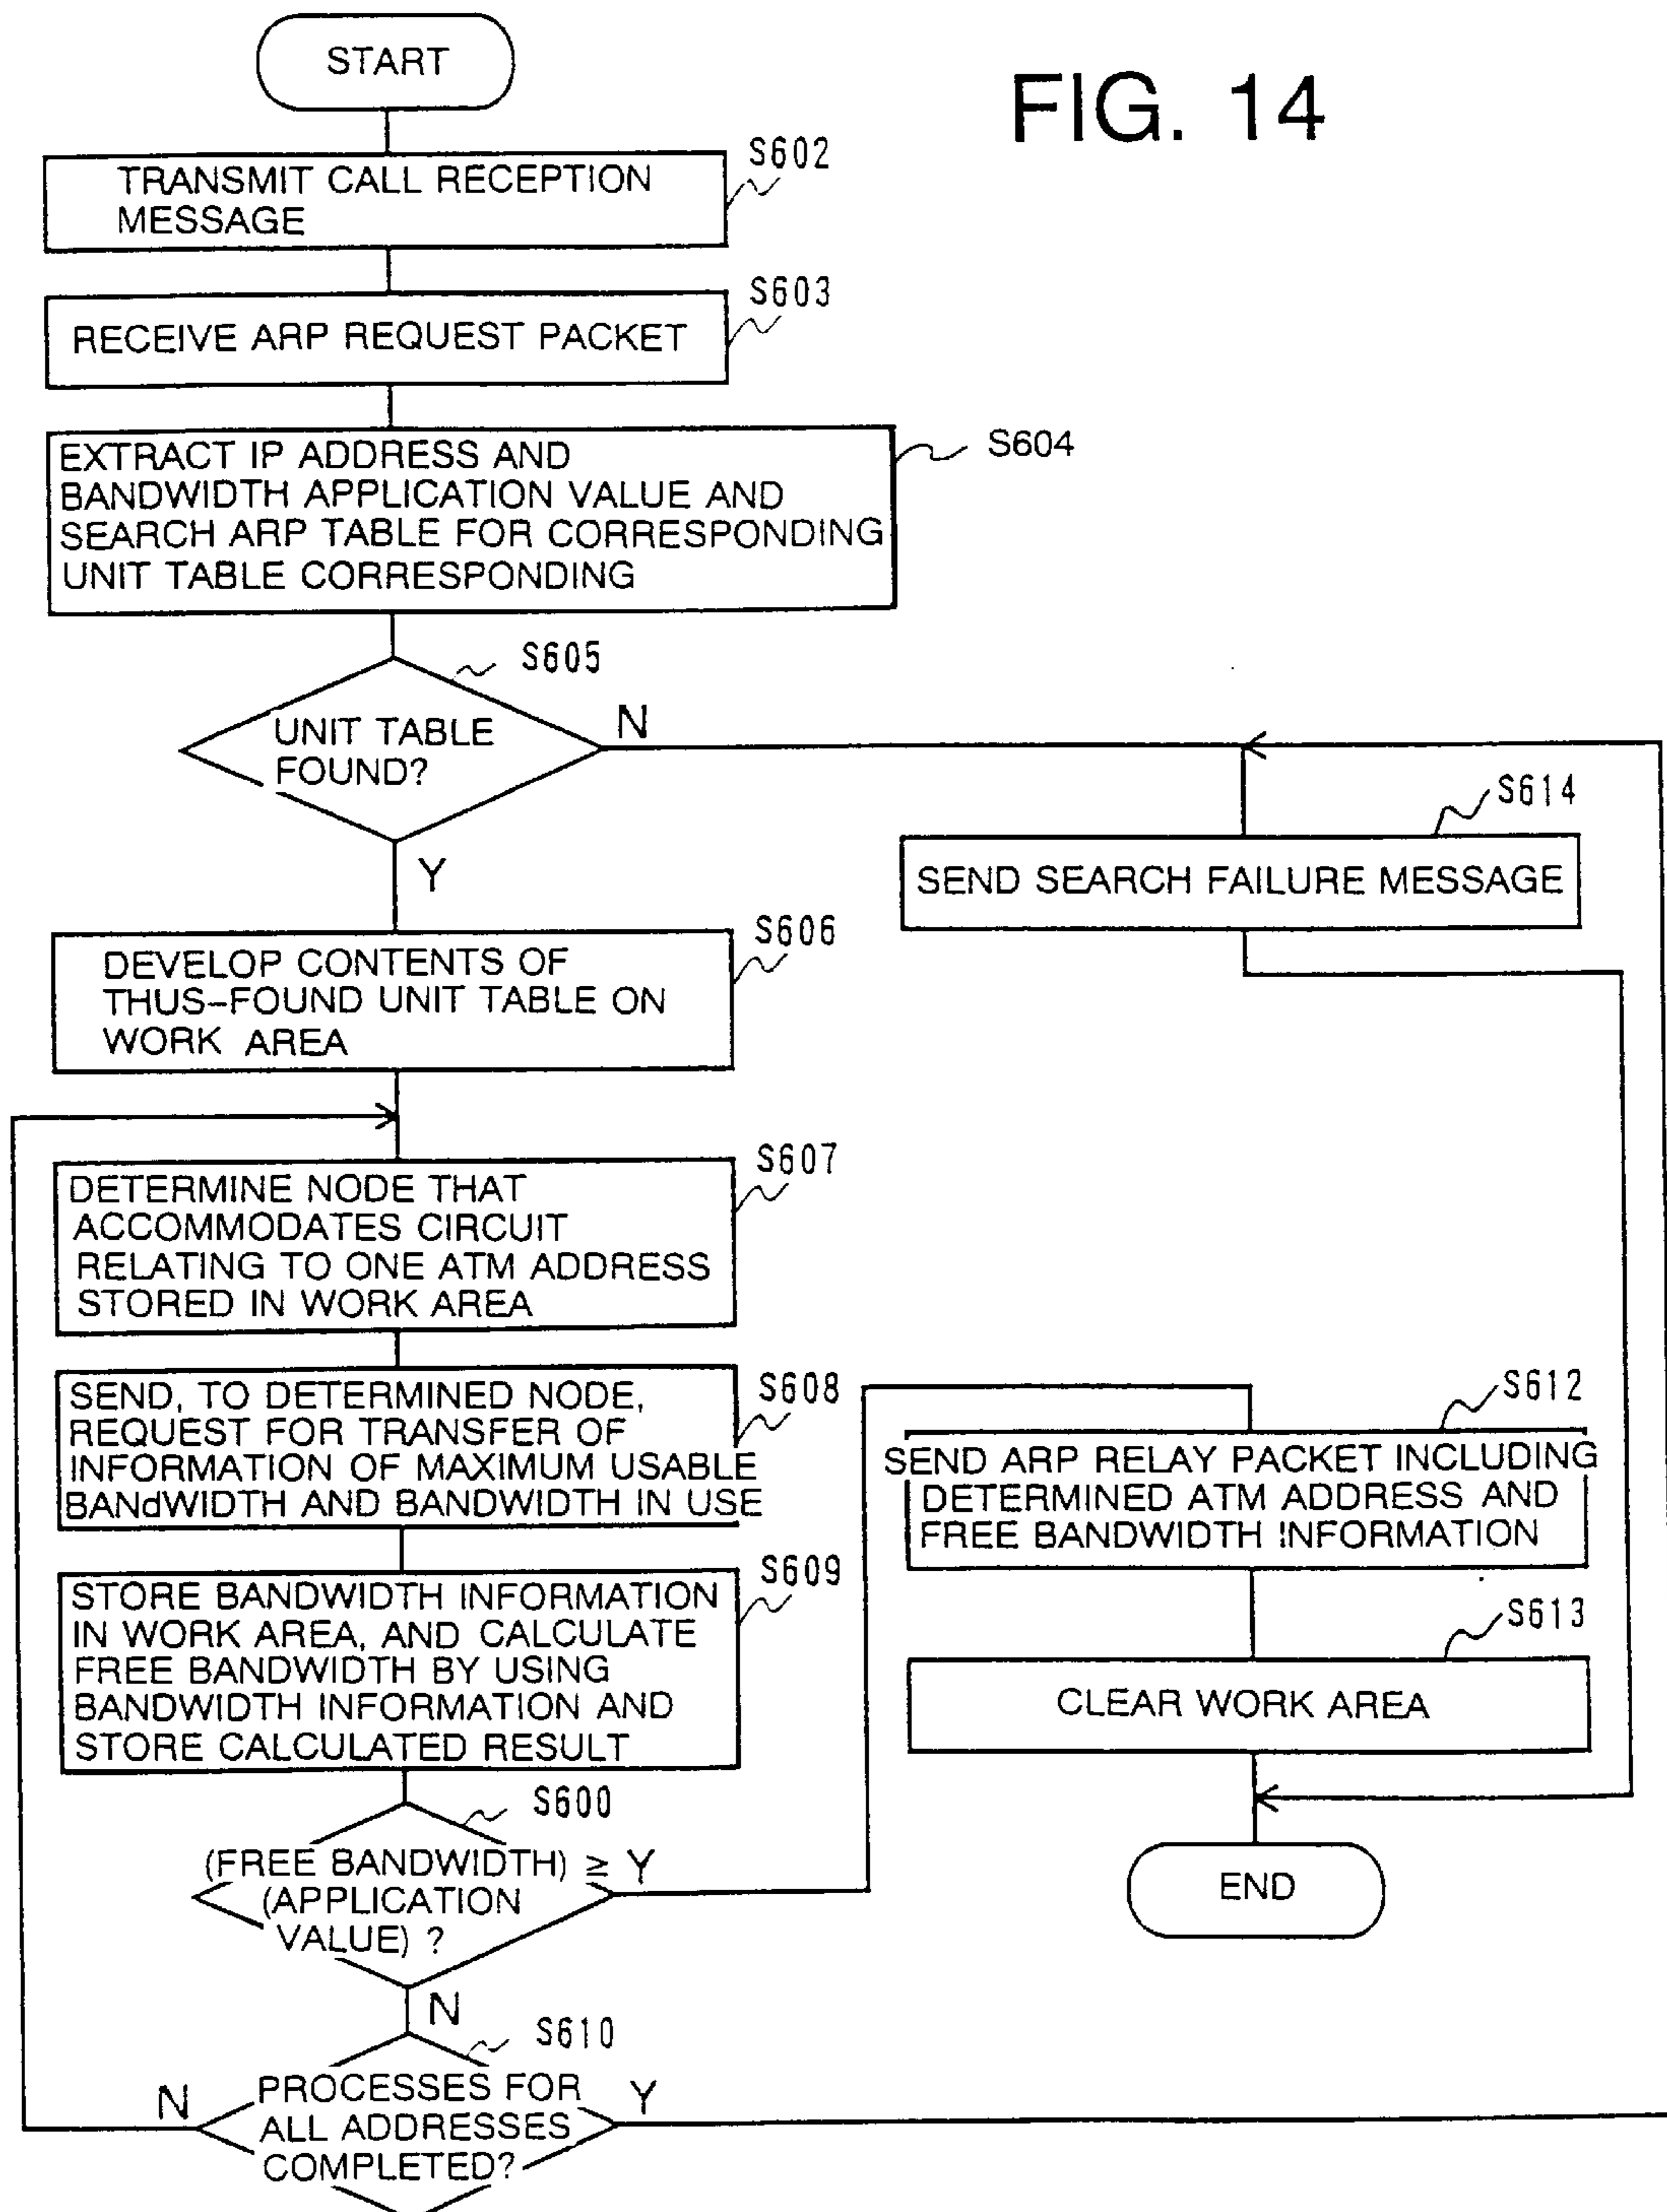 FIG. 14
START
S602
TRANSMIT CALL RECEPTION
MESSAGE
S603
RECEIVE ARP REQUEST PACKET
S604
EXTRACT IP ADDRESS AND
BANDWIDTH APPLICATION VALUE AND
SEARCH ARP TABLE FOR CORRESPONDING
UNIT TABLE CORRESPONDING
S605
UNIT TABLE
FOUND?
N
Y
S614
SEND SEARCH FAILURE MESSAGE
S606
DEVELOP CONTENTS OF
THUS-FOUND UNIT TABLE ON
WORK AREA
S607
DETERMINE NODE THAT
ACCOMMODATES CIRCUIT
RELATING TO ONE ATM ADDRESS
STORED IN WORK AREA
S608
SEND, TO DETERMINED NODE,
REQUEST FOR TRANSFER OF
INFORMATION OF MAXIMUM USABLE
BANdWIDTH AND BANDWIDTH IN USE
S609
STORE BANDWIDTH INFORMATION
IN WORK AREA, AND CALCULATE
FREE BANDWIDTH BY USING
BANDWIDTH INFORMATION AND
STORE CALCULATED RESULT
S600
(FREE BANDWIDTH) ≥
(APPLICATION
VALUE) ?
Y
N
S610
PROCESSES FOR
ALL ADDRESSES
COMPLETED?
N
Y
S612
SEND ARP RELAY PACKET INCLUDING
DETERMINED ATM ADDRESS AND
FREE BANDWIDTH INFORMATION
S613
CLEAR WORK AREA
END